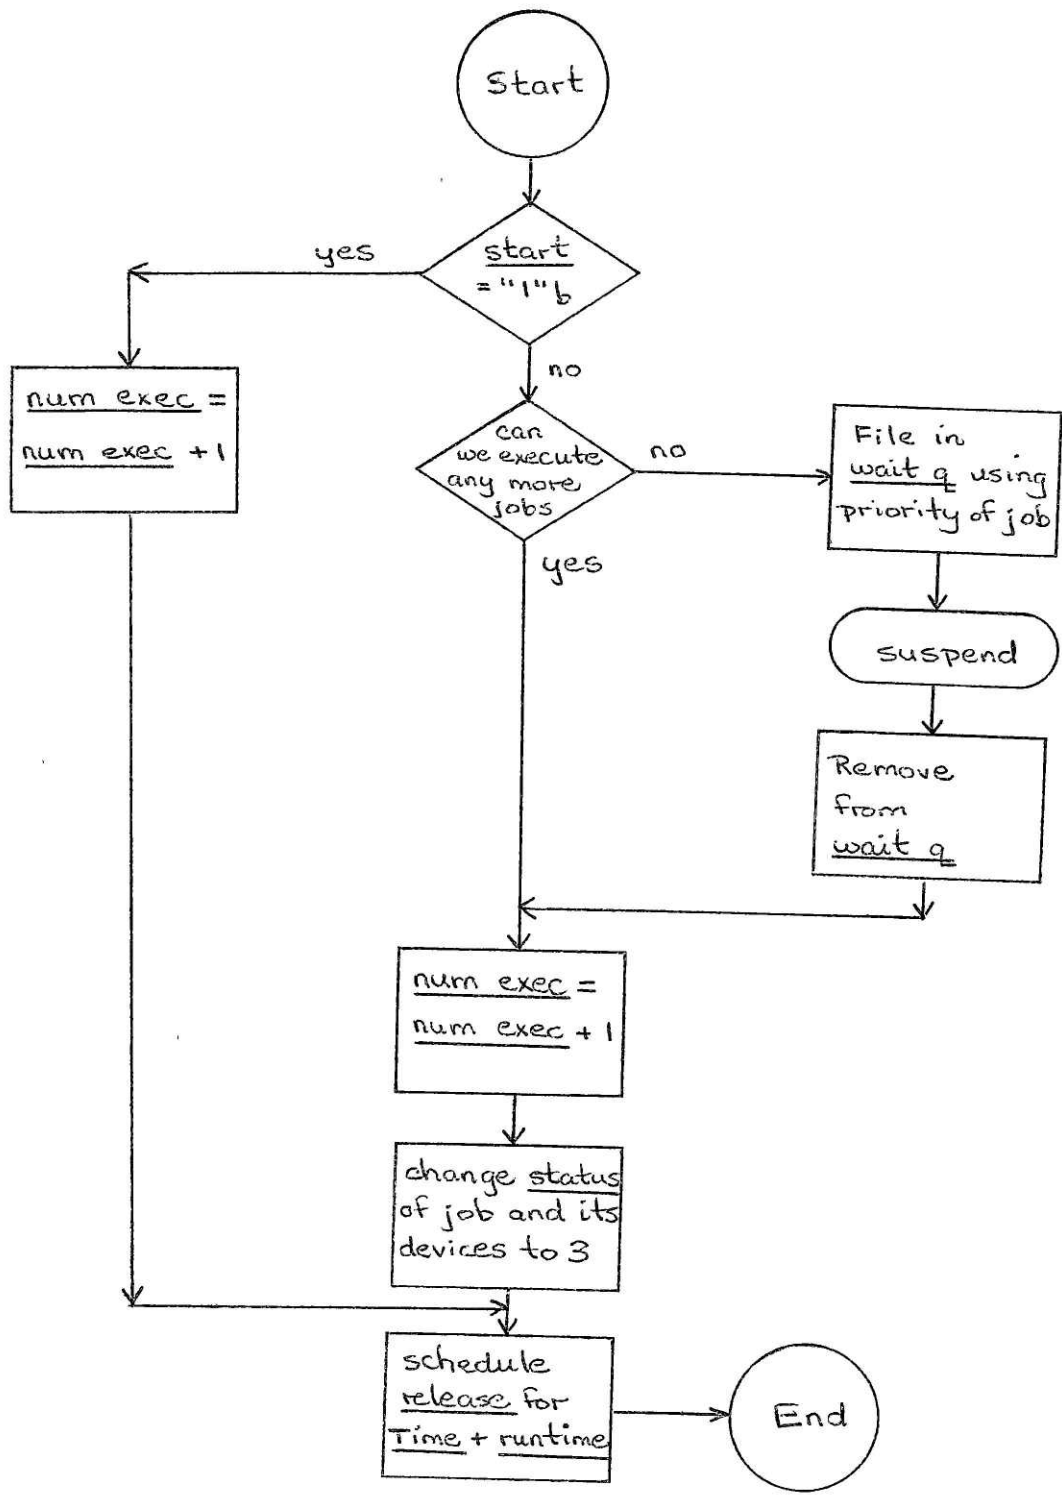 Start
start
= "1"b
yes
no
num exec =
num exec + 1
can
we execute
any more
jobs
no
yes
File in
wait q using
priority of job
suspend
Remove
from
wait q
num exec =
num exec + 1
change status
of job and its
devices to 3
schedule
release for
Time + runtime
End